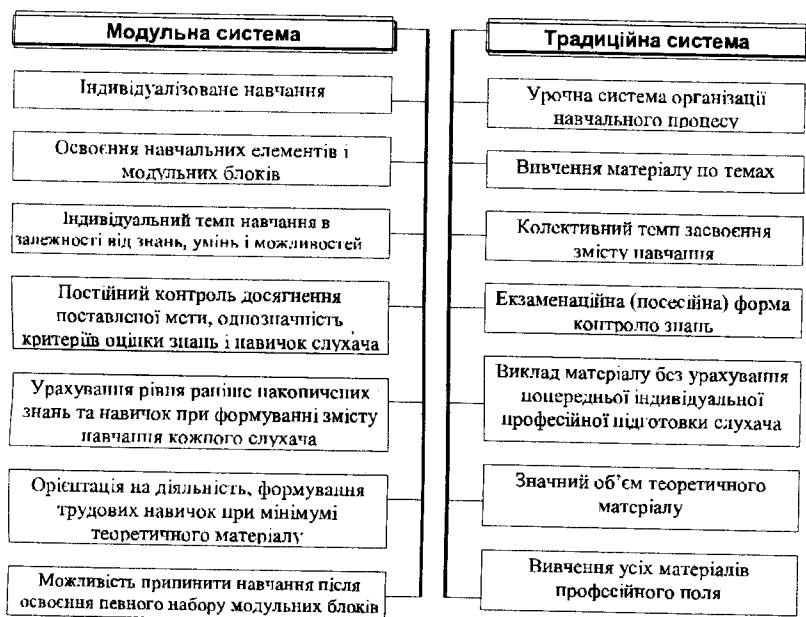 Модульна система
Індивидуалізоване навчання
Освоєння навчальних елементів і
модульних блоків
Індивідуальний темп навчання в
залежності від знань, умінь і можливостей
Постійний контроль досягнення
поставленої мети, однозначність
критеріїв оцінки знань і навичок слухача
Урахування рівня раніше накопичених
знань та навичок при формуванні змісту
навчання кожного слухача
Орієнтація на діяльність, формування
трудових навичок при мінімумі
теоретичного матеріалу
Можливість припинити навчання після
освоєння певного набору модульних блоків
Традиційна система
Урочна система організації
навчального процесу
Вивчення матеріалу по темах
Колективний темп засвоєння
змісту навчання
Екзаменаційна (посесійна) форма
контролю знань
Виклад матеріалу без урахування
попередньої індивідуальної
професійної підготовки слухача
Значний об’єм теоретичного
матеріалу
Вивчення усіх матеріалів
професійного поля